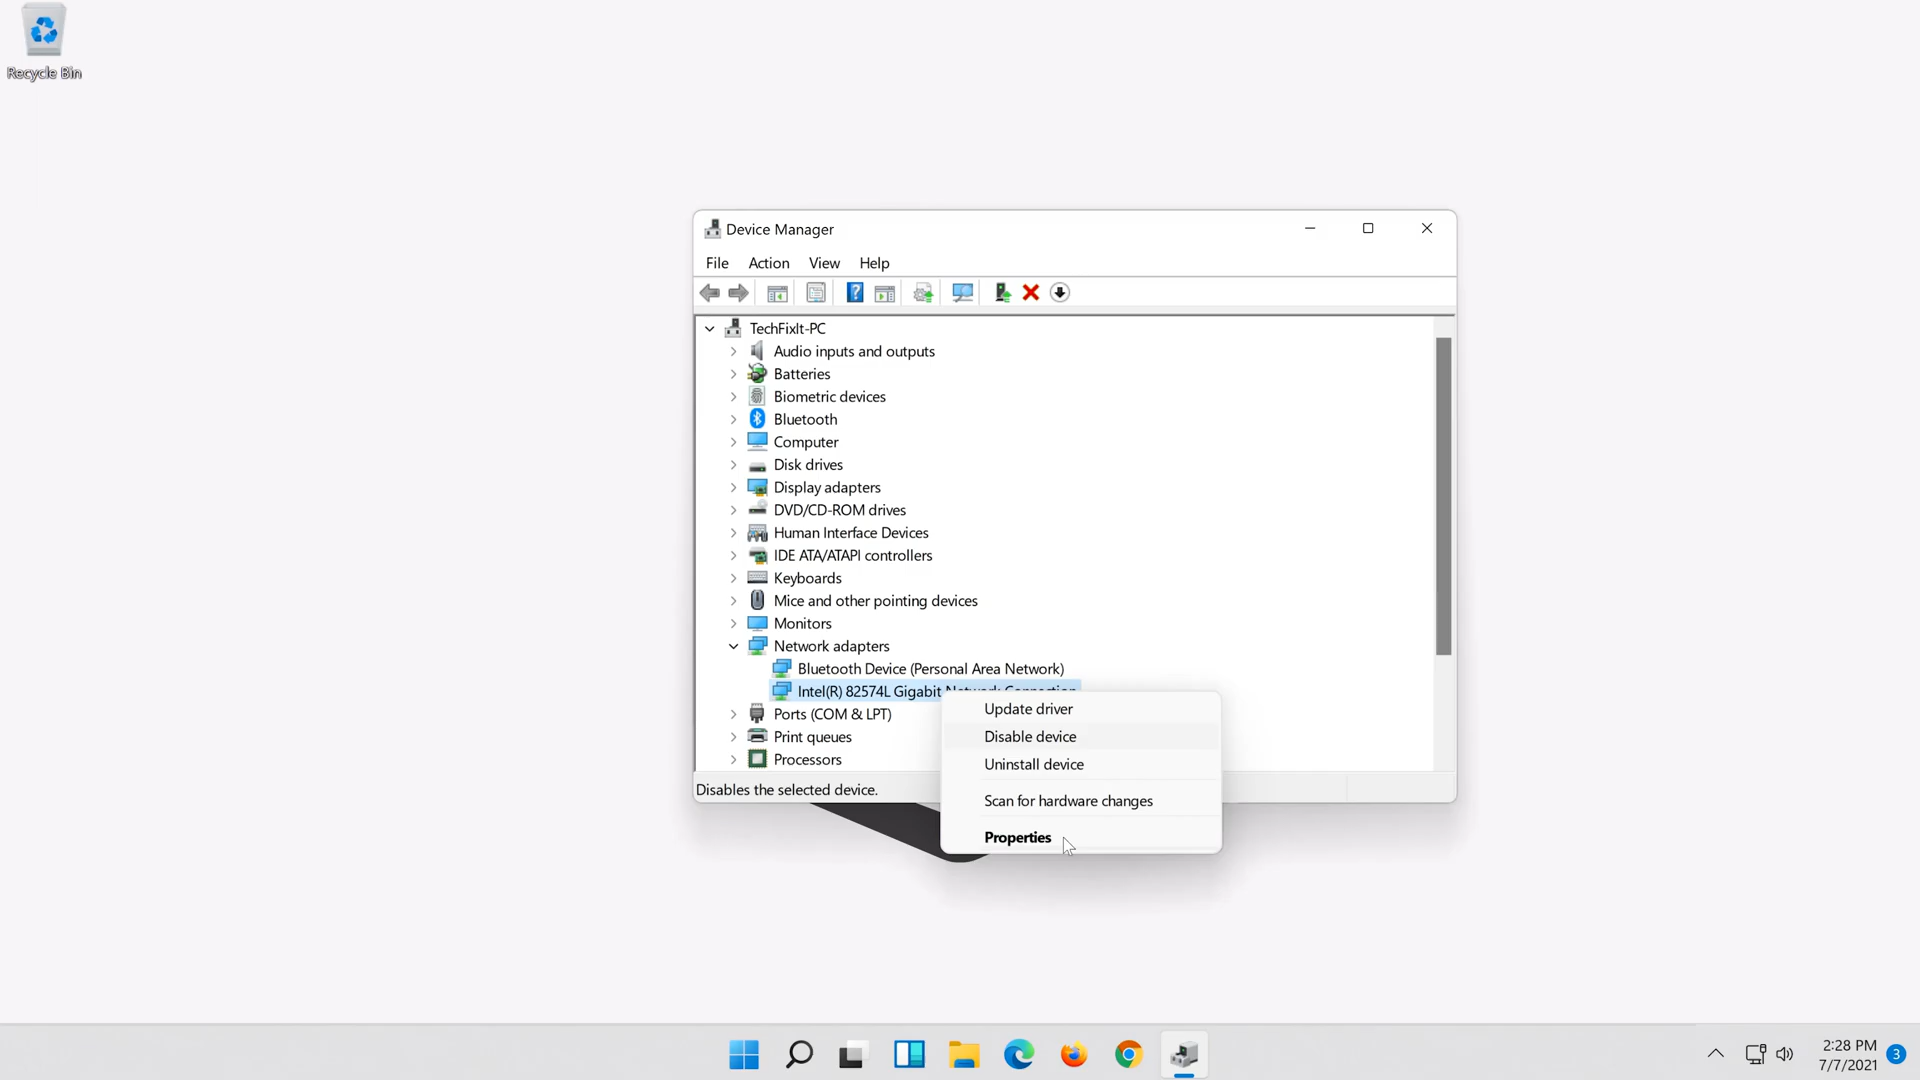 Recycle Bin
Device Manager
File Action View Help
TechFixIt-PC
Audio inputs and outputs
Batteries
Biometric devices
Bluetooth
Computer
Disk drives
Display adapters
DVD/CD-ROM drives
Human Interface Devices
IDE ATA/ATAPI controllers
Keyboards
Mice and other pointing devices
Monitors
Network adapters
Bluetooth Device (Personal Area Network)
Intel(R) 82574L Gigabit Network Connection
Update driver
Ports (COM & LPT)
Disable device
Print queues
Uninstall device
Processors
Disables the selected device.
Scan for hardware changes
Properties
2:28 PM
7/7/2021
3